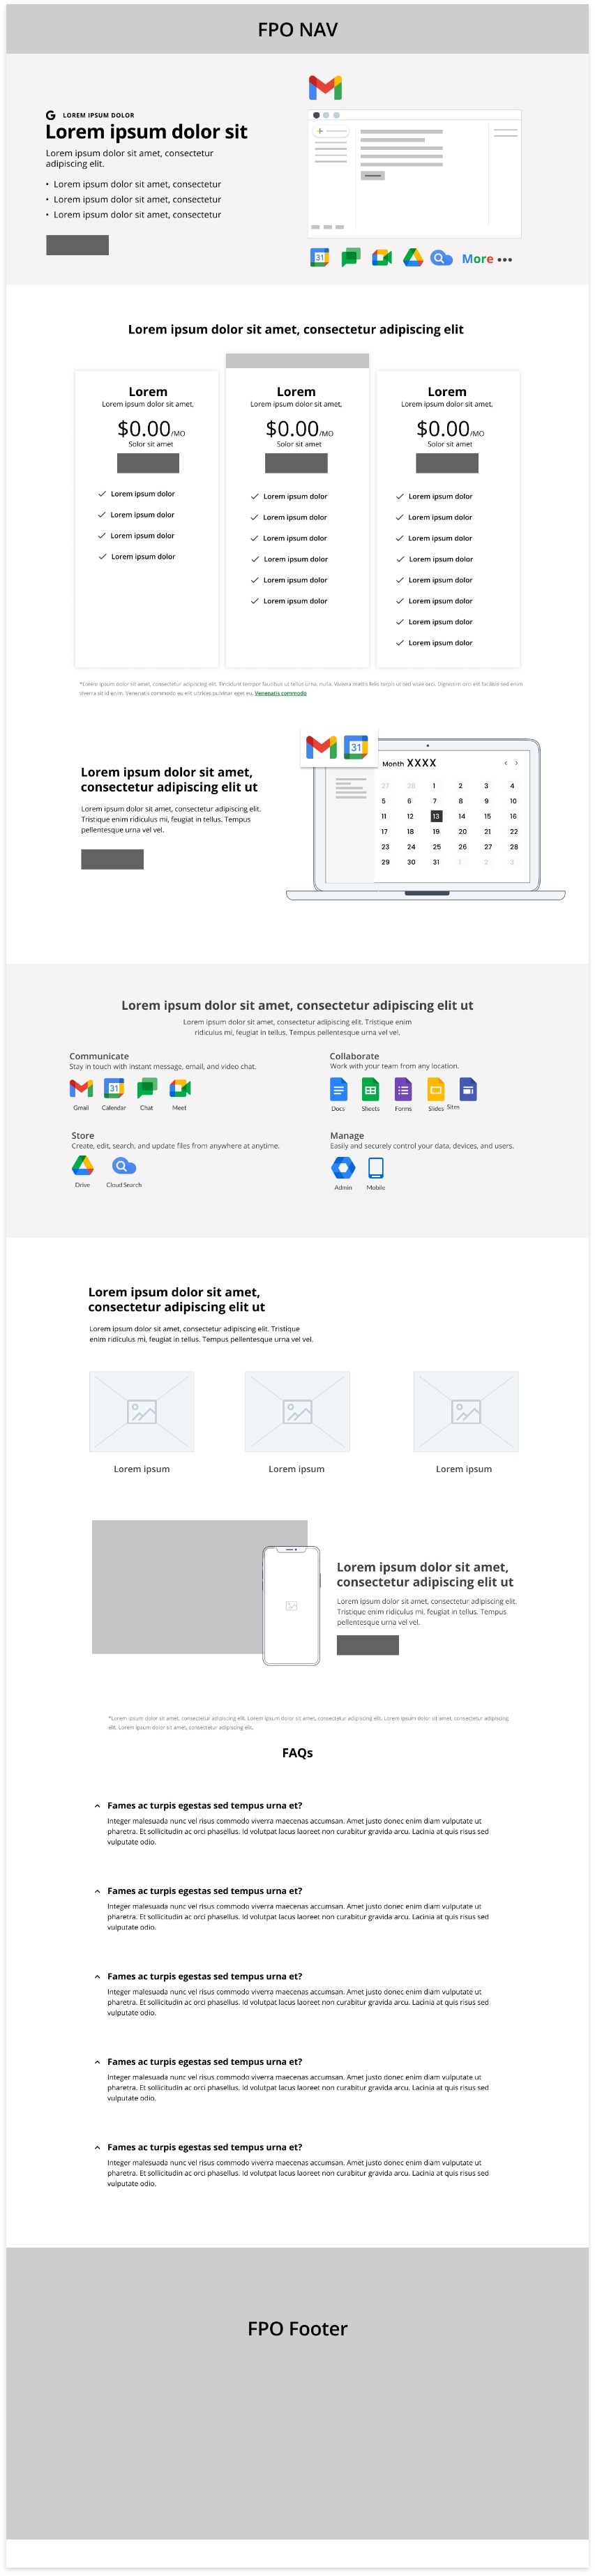 FPO NAV
LOREM IPSUM DOLOR
Lorem ipsum dolor sit
Lorem ipsum dolor sit amet, consectetur
adipiscing elit.
• Lorem ipsum dolor sit amet, consectetur
• Lorem ipsum dolor sit amet, consectetur
• Lorem ipsum dolor sit amet, consectetur
31
More
Lorem ipsum dolor sit amet, consectetur adipiscing elit
Lorem
Lorem ipsum dolor sit amet,
$0.00/MO
Solor sit amet
Lorem ipsum dolor
Lorem ipsum dolor
Lorem ipsum dolor
Lorem ipsum dolor
Lorem
Lorem ipsum dolor sit amet,
$0.00/MO
Solor sit amet
Lorem ipsum dolor
Lorem ipsum dolor
Lorem ipsum dolor
Lorem ipsum dolor
Lorem ipsum dolor
Lorem ipsum dolor
Lorem
Lorem ipsum dolor sit amet,
$0.00/MO
Solor sit amet
Lorem ipsum dolor
Lorem ipsum dolor
Lorem ipsum dolor
Lorem ipsum dolor
Lorem ipsum dolor
Lorem ipsum dolor
Lorem ipsum dolor
Lorem ipsum dolor
*Lorem ipsum dolor sit amet, consectetur adipiscing elit. Tincidunt tempor faucibus ut tellus urna, nulla. Viverra mattis felis turpis ut sed vitae orci. Dignissim orci est facilisis sed enim
viverra sit id enim. Venenatis commodo eu elit ultrices pulvinar eget eu. Venenatis commodo
Lorem ipsum dolor sit amet,
consectetur adipiscing elit ut
Lorem ipsum dolor sit amet, consectetur adipiscing elit.
Tristique enim ridiculus mi, feugiat in tellus. Tempus
pellentesque urna vel vel.
31
Month XXXX
27 28 1 2 3 4
5 6 7 8 9 10
11 12 13 14 15 16
17 18 19 20 21 22
23 24 25 26 27 28
29 30 31 1 2 3
Lorem ipsum dolor sit amet, consectetur adipiscing elit ut
Lorem ipsum dolor sit amet, consectetur adipiscing elit. Tristique enim
ridiculus mi, feugiat in tellus. Tempus pellentesque urna vel vel.
Communicate
Stay in touch with instant message, email, and video chat.
31
Gmail Calendar Chat Meet
Collaborate
Work with your team from any location.
Docs Sheets Forms Slides Sites
Store
Create, edit, search, and update files from anywhere at anytime.
Drive Cloud Search
Manage
Easily and securely control your data, devices, and users.
Admin Mobile
Lorem ipsum dolor sit amet,
consectetur adipiscing elit ut
Lorem ipsum dolor sit amet, consectetur adipiscing elit. Tristique
enim ridiculus mi, feugiat in tellus. Tempus pellentesque urna vel vel.
Lorem ipsum Lorem ipsum Lorem ipsum
Lorem ipsum dolor sit amet,
consectetur adipiscing elit ut
Lorem ipsum dolor sit amet, consectetur adipiscing elit.
Tristique enim ridiculus mi, feugiat in tellus. Tempus
pellentesque urna vel vel.
*Lorem ipsum dolor sit amet, consectetur adipiscing elit. Lorem ipsum dolor sit amet, consectetur adipiscing elit. Lorem ipsum dolor sit amet, consectetur adipiscing
elit. Lorem ipsum dolor sit amet, consectetur adipiscing elit.
FAQs
Fames ac turpis egestas sed tempus urna et?
Integer malesuada nunc vel risus commodo viverra maecenas accumsan. Amet justo donec enim diam vulputate ut
pharetra. Et sollicitudin ac orci phasellus. Id volutpat lacus laoreet non curabitur gravida arcu. Lacinia at quis risus sed
vulputate odio.
Fames ac turpis egestas sed tempus urna et?
Integer malesuada nunc vel risus commodo viverra maecenas accumsan. Amet justo donec enim diam vulputate ut
pharetra. Et sollicitudin ac orci phasellus. Id volutpat lacus laoreet non curabitur gravida arcu. Lacinia at quis risus sed
vulputate odio.
Fames ac turpis egestas sed tempus urna et?
Integer malesuada nunc vel risus commodo viverra maecenas accumsan. Amet justo donec enim diam vulputate ut
pharetra. Et sollicitudin ac orci phasellus. Id volutpat lacus laoreet non curabitur gravida arcu. Lacinia at quis risus sed
vulputate odio.
Fames ac turpis egestas sed tempus urna et?
Integer malesuada nunc vel risus commodo viverra maecenas accumsan. Amet justo donec enim diam vulputate ut
pharetra. Et sollicitudin ac orci phasellus. Id volutpat lacus laoreet non curabitur gravida arcu. Lacinia at quis risus sed
vulputate odio.
Fames ac turpis egestas sed tempus urna et?
Integer malesuada nunc vel risus commodo viverra maecenas accumsan. Amet justo donec enim diam vulputate ut
pharetra. Et sollicitudin ac orci phasellus. Id volutpat lacus laoreet non curabitur gravida arcu. Lacinia at quis risus sed
vulputate odio.
FPO Footer